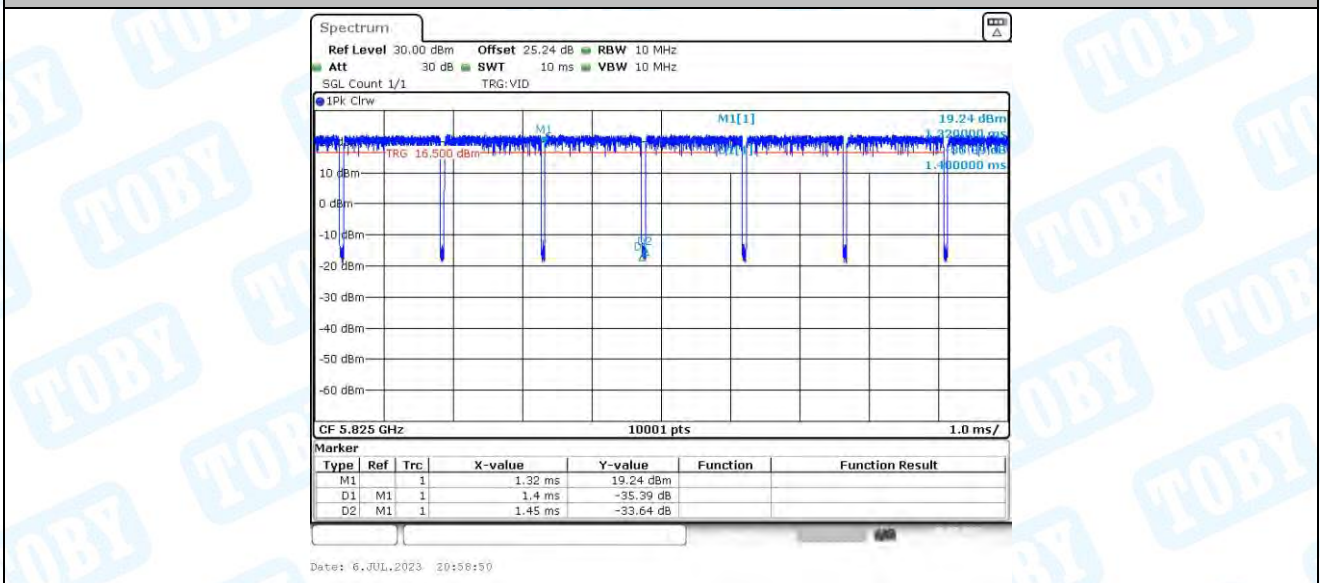 Spectrum
Ref Level 30.00 dBm Offset 25.24 dB RBW 10 MHz
Att 30 dB SWT 10 ms VBW 10 MHz
SGL Count 1/1 TRG:VID
1Pk Clrw
M1[1] 19.24 dBm
1.320000 ms
M1
TRG 16.500 dBm
1.400000 ms
10 dBm
0 dBm
-10 dBm
D2
-20 dBm
-30 dBm
-40 dBm
-50 dBm
-60 dBm
CF 5.825 GHz 10001 pts 1.0 ms/
Marker
Type Ref Trc X-value Y-value Function Function Result
M1 1 1.32 ms 19.24 dBm
D1 M1 1 1.4 ms -35.39 dB
D2 M1 1 1.45 ms -33.64 dB
Date: 6.JUL.2023 20:58:50
TOBY